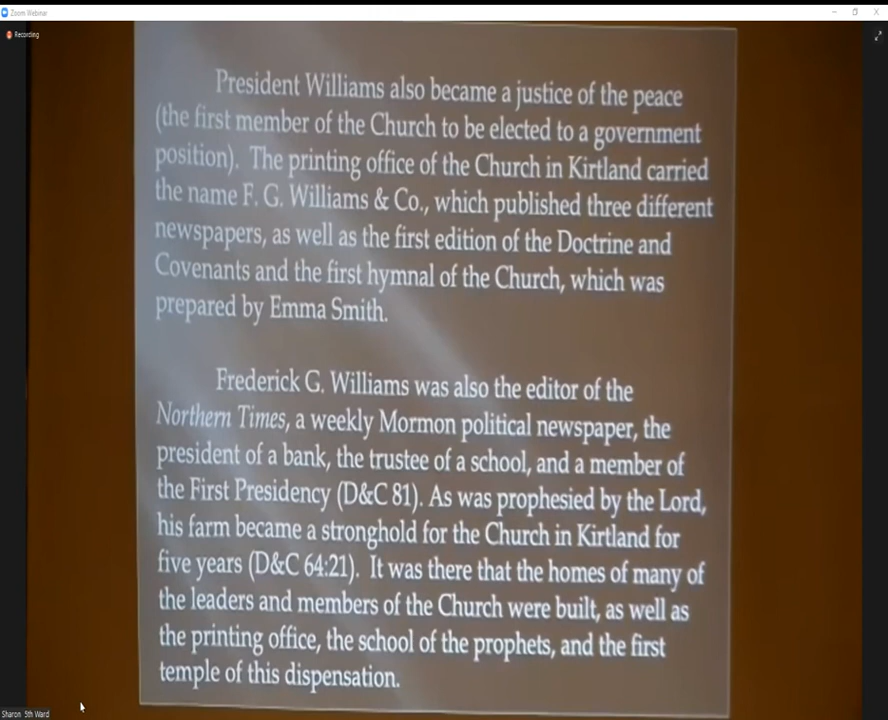 Zoom Webinar
Recording
President Williams also became a justice of the peace
(the first member of the Church to be elected to a government
position). The printing office of the Church in Kirtland carried
the name F. G. Williams & Co., which published three different
newspapers, as well as the first edition of the Doctrine and
Covenants and the first hymnal of the Church, which was
prepared by Emma Smith.
Frederick G. Williams was also the editor of the
Northern Times, a weekly Mormon political newspaper, the
president of a bank, the trustee of a school, and a member of
the First Presidency (D&C 81). As was prophesied by the Lord,
his farm became a stronghold for the Church in Kirtland for
five years (D&C 64:21). It was there that the homes of many of
the leaders and members of the Church were built, as well as
the printing office, the school of the prophets, and the first
temple of this dispensation.
Sharon 5th Ward